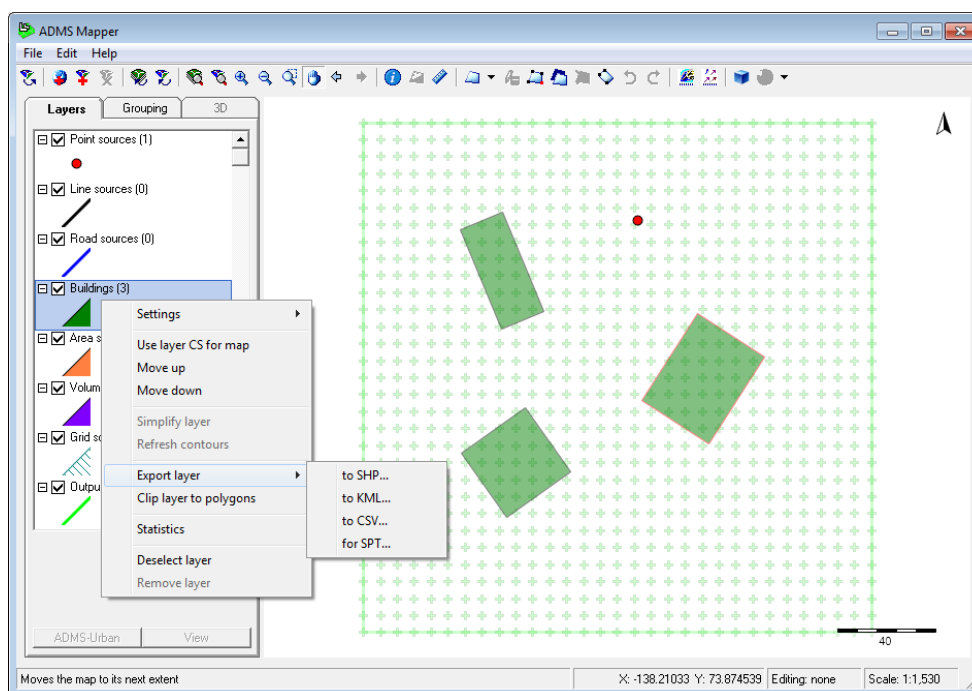 ADMS Mapper
File Edit Help
Layers Grouping 3D
Point sources (1)
Line sources (0)
Road sources (0)
Buildings (3)
Area s
Volum
Grid so
Outpu
Settings
Use layer CS for map
Move up
Move down
Simplify layer
Refresh contours
Export layer
Clip layer to polygons
Statistics
Deselect layer
Remove layer
to SHP...
to KML...
to CSV...
for SPT...
ADMS-Urban View
40
Moves the map to its next extent X: -138.21033 Y: 73.874539 Editing: none Scale: 1:1,530